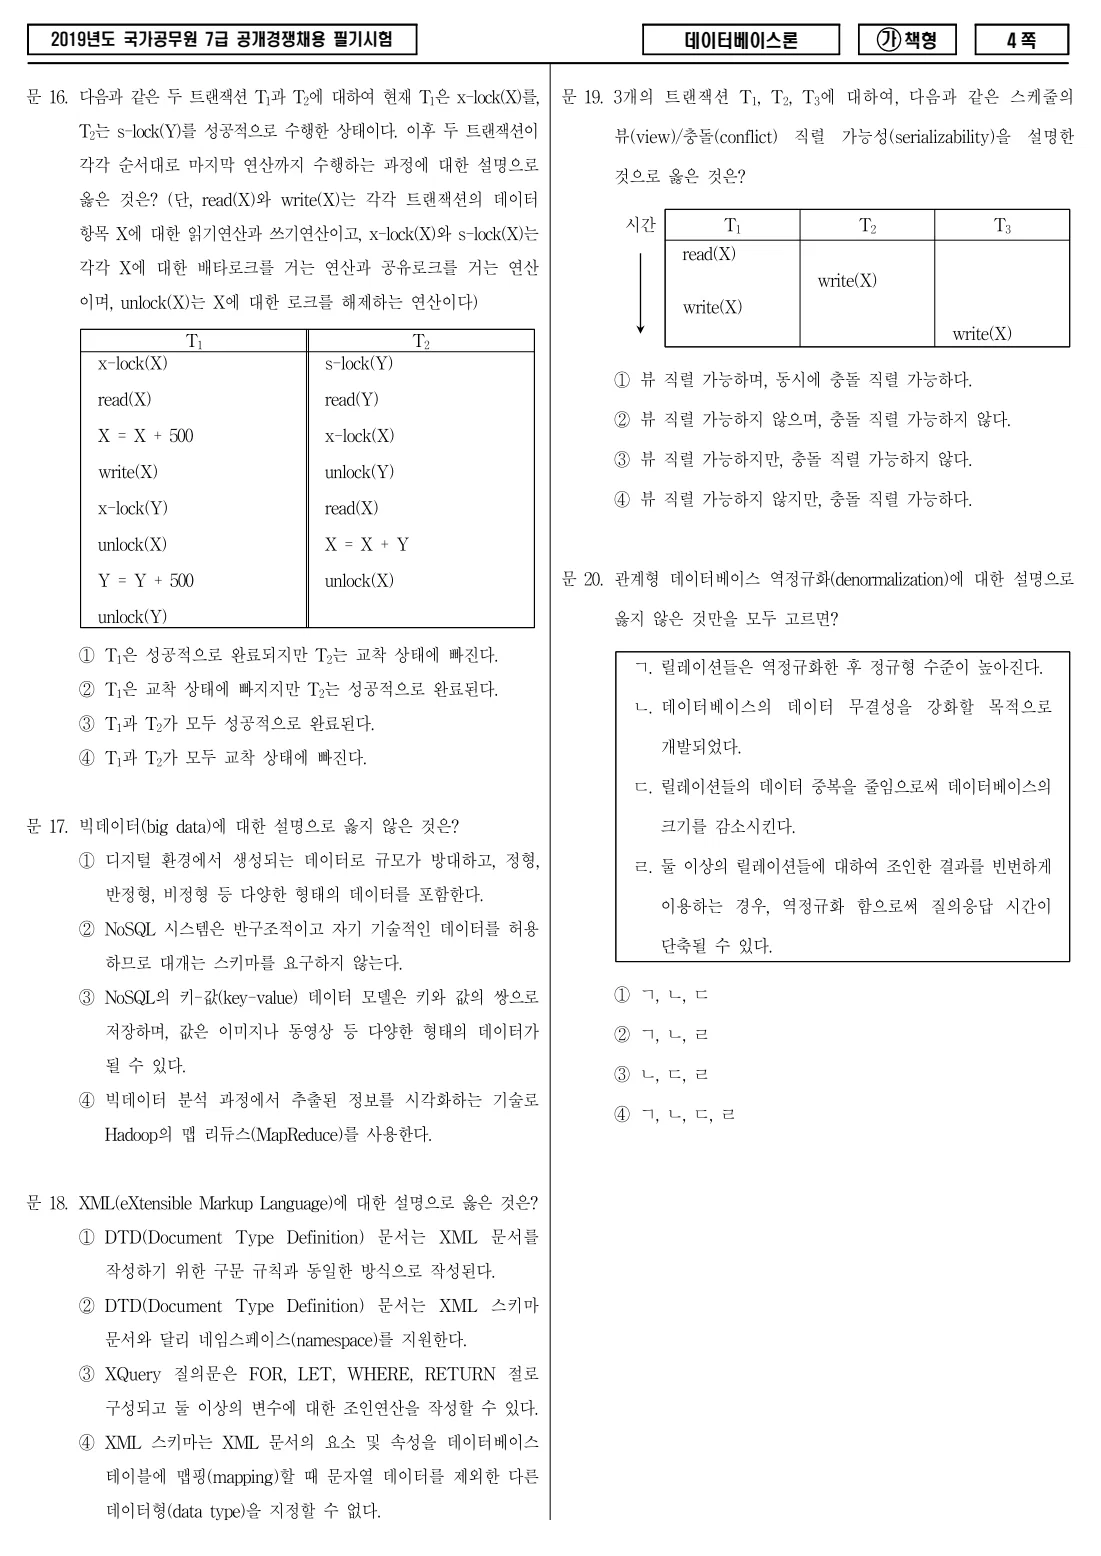 2019년도 국가공무원 7급 공개경쟁채용 필기시험
데이터베이스론
㉮ 책형
4 쪽
문 16. 다음과 같은 두 트랜잭션 T₁과 T₂에 대하여 현재 T₁은 x-lock(X)를,
T₂는 s-lock(Y)를 성공적으로 수행한 상태이다. 이후 두 트랜잭션이
각각 순서대로 마지막 연산까지 수행하는 과정에 대한 설명으로
옳은 것은? (단, read(X)와 write(X)는 각각 트랜잭션의 데이터
항목 X에 대한 읽기연산과 쓰기연산이고, x-lock(X)와 s-lock(X)는
각각 X에 대한 배타로크를 거는 연산과 공유로크를 거는 연산
이며, unlock(X)는 X에 대한 로크를 해제하는 연산이다)
T₁ T₂
x-lock(X) s-lock(Y)
read(X) read(Y)
X = X + 500 x-lock(X)
write(X) unlock(Y)
x-lock(Y) read(X)
unlock(X) X = X + Y
Y = Y + 500 unlock(X)
unlock(Y)
① T₁은 성공적으로 완료되지만 T₂는 교착 상태에 빠진다.
② T₁은 교착 상태에 빠지지만 T₂는 성공적으로 완료된다.
③ T₁과 T₂가 모두 성공적으로 완료된다.
④ T₁과 T₂가 모두 교착 상태에 빠진다.
문 17. 빅데이터(big data)에 대한 설명으로 옳지 않은 것은?
① 디지털 환경에서 생성되는 데이터로 규모가 방대하고, 정형,
반정형, 비정형 등 다양한 형태의 데이터를 포함한다.
② NoSQL 시스템은 반구조적이고 자기 기술적인 데이터를 허용
하므로 대개는 스키마를 요구하지 않는다.
③ NoSQL의 키-값(key-value) 데이터 모델은 키와 값의 쌍으로
저장하며, 값은 이미지나 동영상 등 다양한 형태의 데이터가
될 수 있다.
④ 빅데이터 분석 과정에서 추출된 정보를 시각화하는 기술로
Hadoop의 맵 리듀스(MapReduce)를 사용한다.
문 18. XML(eXtensible Markup Language)에 대한 설명으로 옳은 것은?
① DTD(Document Type Definition) 문서는 XML 문서를
작성하기 위한 구문 규칙과 동일한 방식으로 작성된다.
② DTD(Document Type Definition) 문서는 XML 스키마
문서와 달리 네임스페이스(namespace)를 지원한다.
③ XQuery 질의문은 FOR, LET, WHERE, RETURN 절로
구성되고 둘 이상의 변수에 대한 조인연산을 작성할 수 있다.
④ XML 스키마는 XML 문서의 요소 및 속성을 데이터베이스
테이블에 맵핑(mapping)할 때 문자열 데이터를 제외한 다른
데이터형(data type)을 지정할 수 없다.
문 19. 3개의 트랜잭션 T₁, T₂, T₃에 대하여, 다음과 같은 스케줄의
뷰(view)/충돌(conflict) 직렬 가능성(serializability)을 설명한
것으로 옳은 것은?
시간 T₁ T₂ T₃
read(X)
write(X)
write(X)
write(X)
① 뷰 직렬 가능하며, 동시에 충돌 직렬 가능하다.
② 뷰 직렬 가능하지 않으며, 충돌 직렬 가능하지 않다.
③ 뷰 직렬 가능하지만, 충돌 직렬 가능하지 않다.
④ 뷰 직렬 가능하지 않지만, 충돌 직렬 가능하다.
문 20. 관계형 데이터베이스 역정규화(denormalization)에 대한 설명으로
옳지 않은 것만을 모두 고르면?
ㄱ. 릴레이션들은 역정규화한 후 정규형 수준이 높아진다.
ㄴ. 데이터베이스의 데이터 무결성을 강화할 목적으로
개발되었다.
ㄷ. 릴레이션들의 데이터 중복을 줄임으로써 데이터베이스의
크기를 감소시킨다.
ㄹ. 둘 이상의 릴레이션들에 대하여 조인한 결과를 빈번하게
이용하는 경우, 역정규화 함으로써 질의응답 시간이
단축될 수 있다.
① ㄱ, ㄴ, ㄷ
② ㄱ, ㄴ, ㄹ
③ ㄴ, ㄷ, ㄹ
④ ㄱ, ㄴ, ㄷ, ㄹ